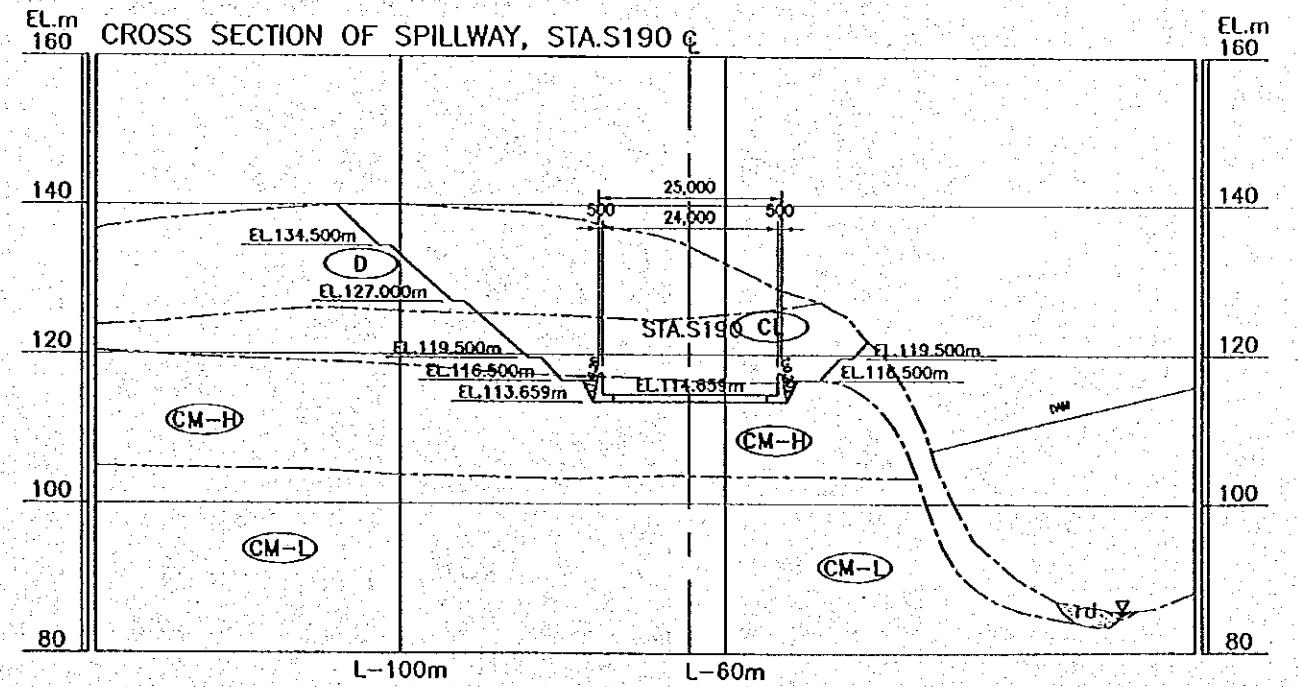 EL.m
160
CROSS SECTION OF SPILLWAY, STA.S190 ℄
EL.m
160
140
25,000
140
500
24,000
500
EL.134.500m
D
EL.127.000m
STA.S190
CL
120
EL.119.500m
EL.119.500m
120
EL.116.500m
EL.114.859m
EL.116.500m
EL.113.659m
CM-H
DAM
CM-H
100
100
CM-L
CM-L
rd
80
80
L-100m
L-60m